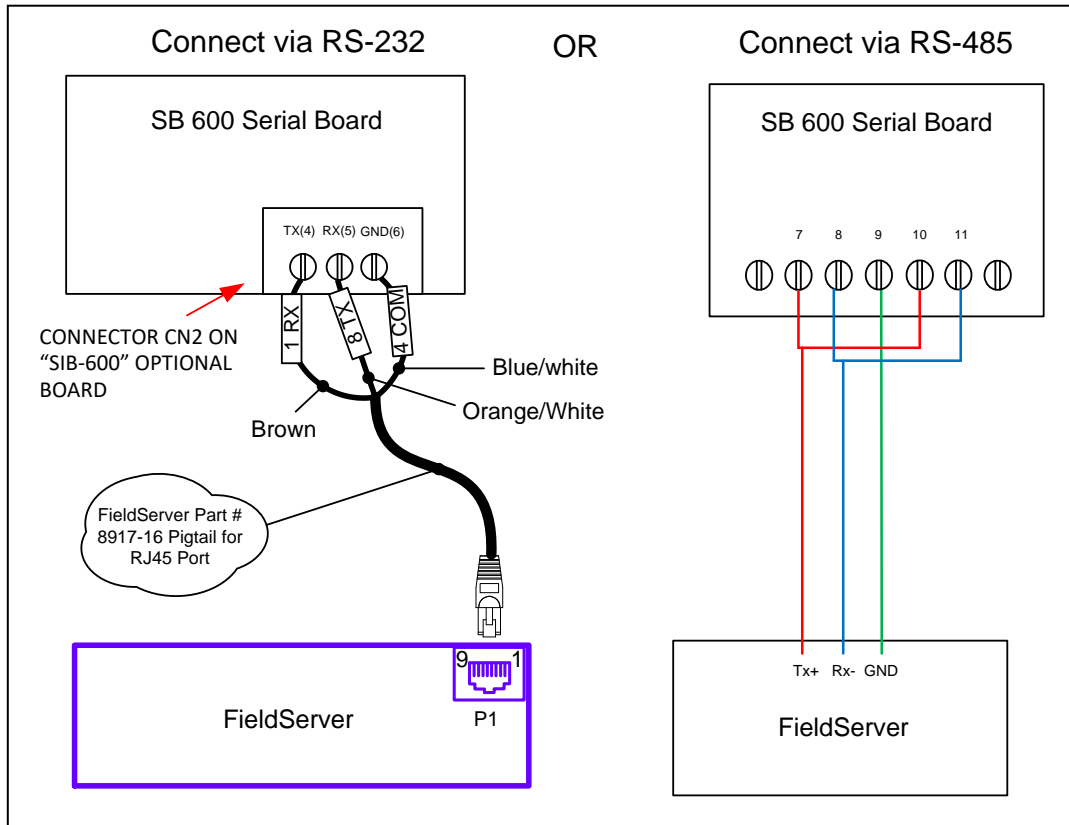 Connect via RS-232
OR
Connect via RS-485
SB 600 Serial Board
TX(4) RX(5) GND(6)
1 RX
8 TX
4 COM
CONNECTOR CN2 ON
“SIB-600” OPTIONAL
BOARD
Blue/white
Orange/White
Brown
FieldServer Part #
8917-16 Pigtail for
RJ45 Port
9 1
P1
FieldServer
SB 600 Serial Board
7 8 9 10 11
Tx+ Rx- GND
FieldServer